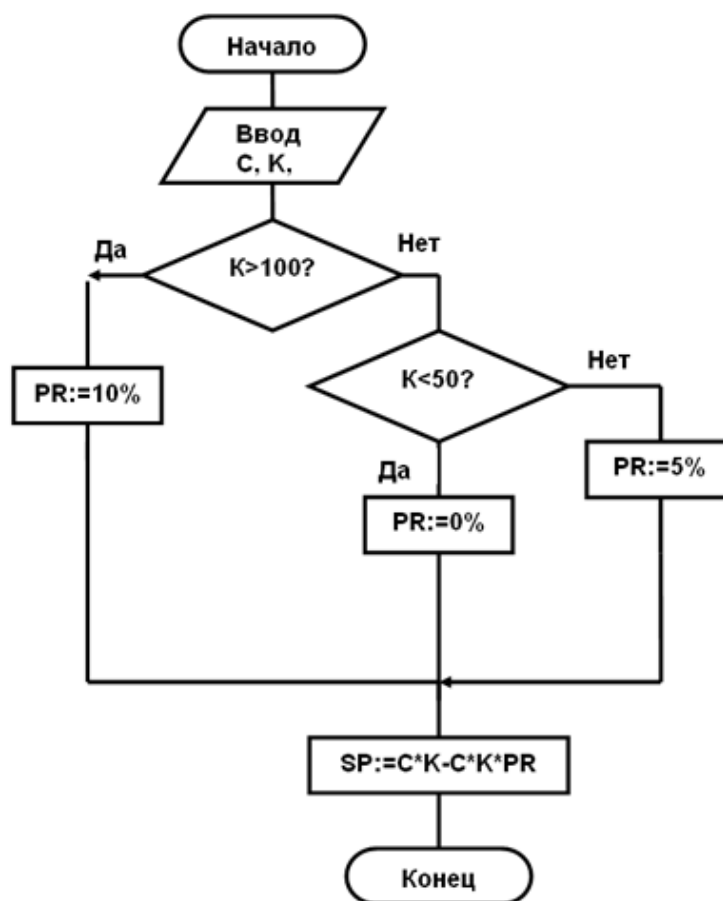 Начало
Ввод
С, К,
Да
Нет
К>100?
К<50?
Нет
PR:=10%
Да
PR:=5%
PR:=0%
SP:=C*K-C*K*PR
Конец